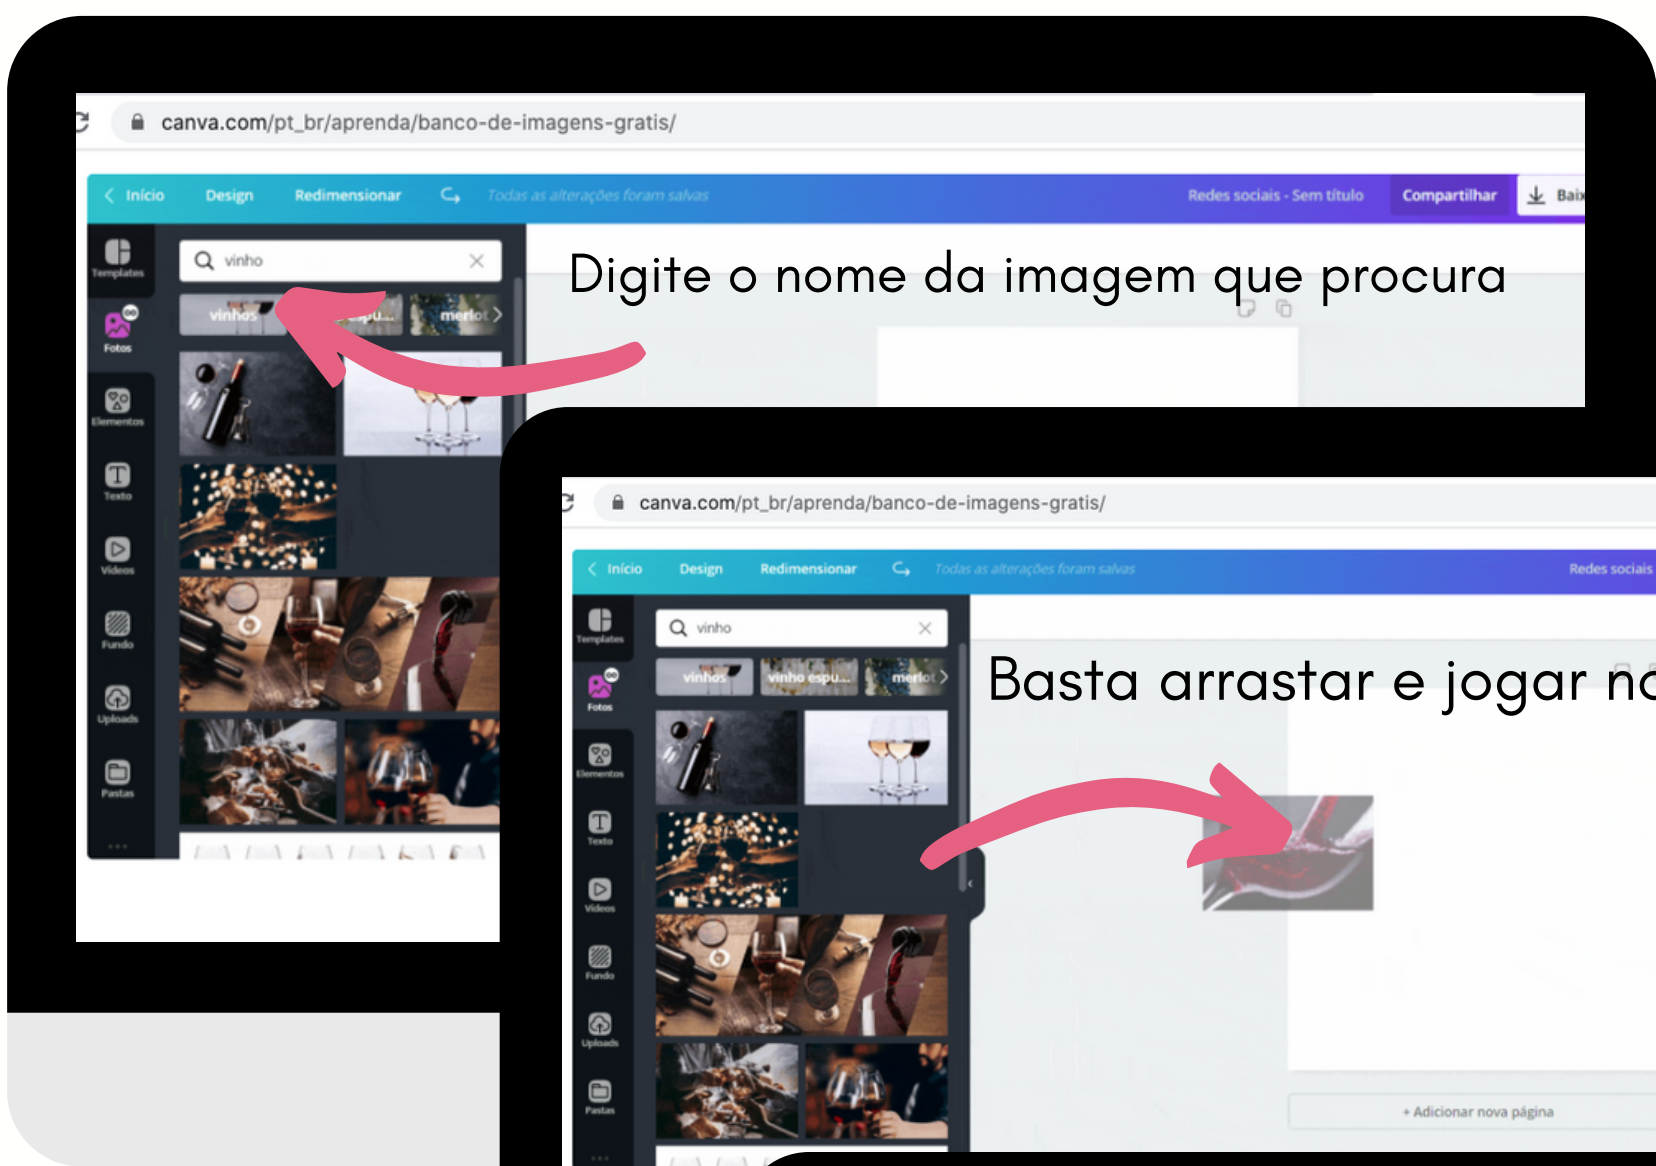 canva.com/pt_br/aprenda/banco-de-imagens-gratis/
Início Design Redimensionar Todas as alterações foram salvas Redes sociais - Sem título Compartilhar
Templates
vinho
Digite o nome da imagem que procura
vinhos espu... merlot
Fotos
Elementos
Texto
Vídeos
Fundo
Uploads
Pastas
canva.com/pt_br/aprenda/banco-de-imagens-gratis/
Início Design Redimensionar Todas as alterações foram salvas Redes sociais
Templates
vinho
Basta arrastar e jogar
vinhos vinho espu... merlot
Fotos
Elementos
Texto
Vídeos
Fundo
Uploads
Pastas
+ Adicionar nova página